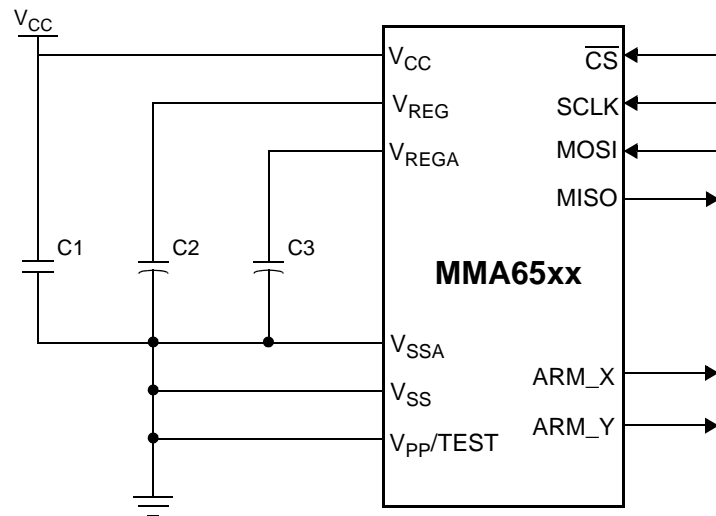 VCC
VCC
CS
VREG
SCLK
VREGA
MOSI
MISO
C1
C2
C3
MMA65xx
VSSA
ARM_X
VSS
ARM_Y
VPP/TEST